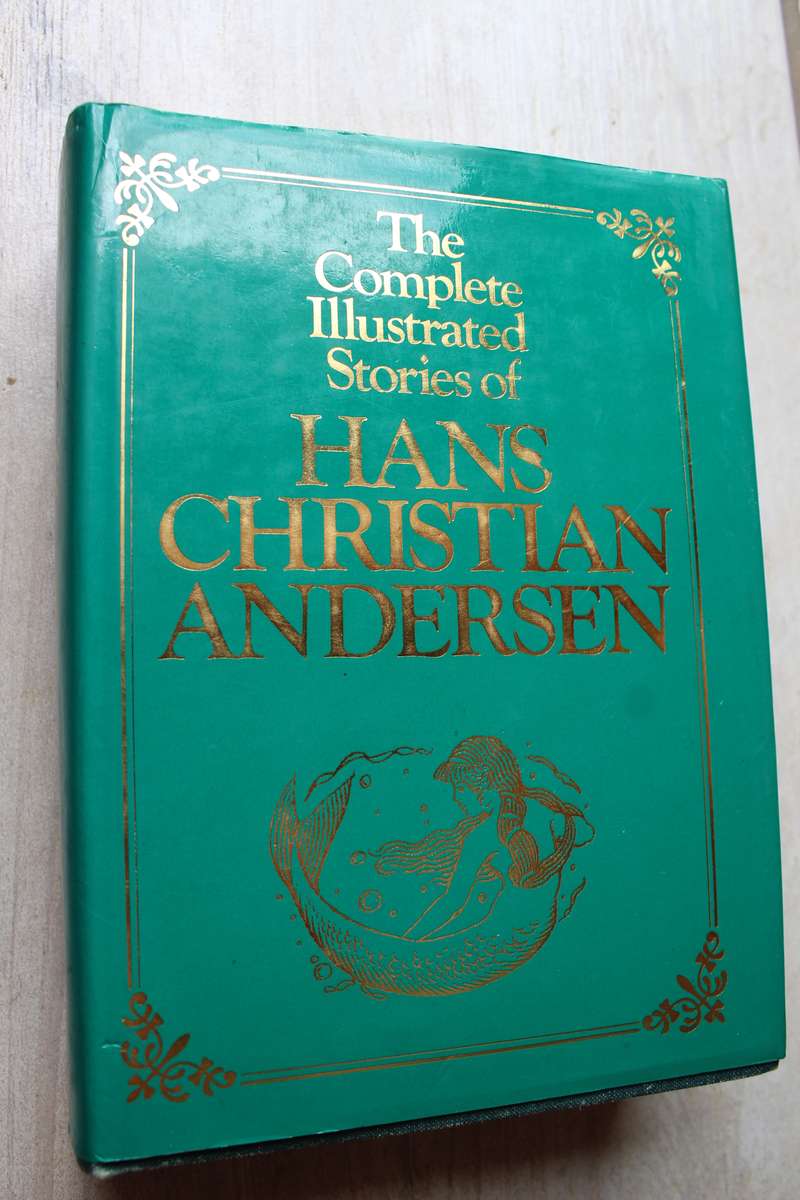 The
Complete
Illustrated
Stories of
HANS
CHRISTIAN
ANDERSEN